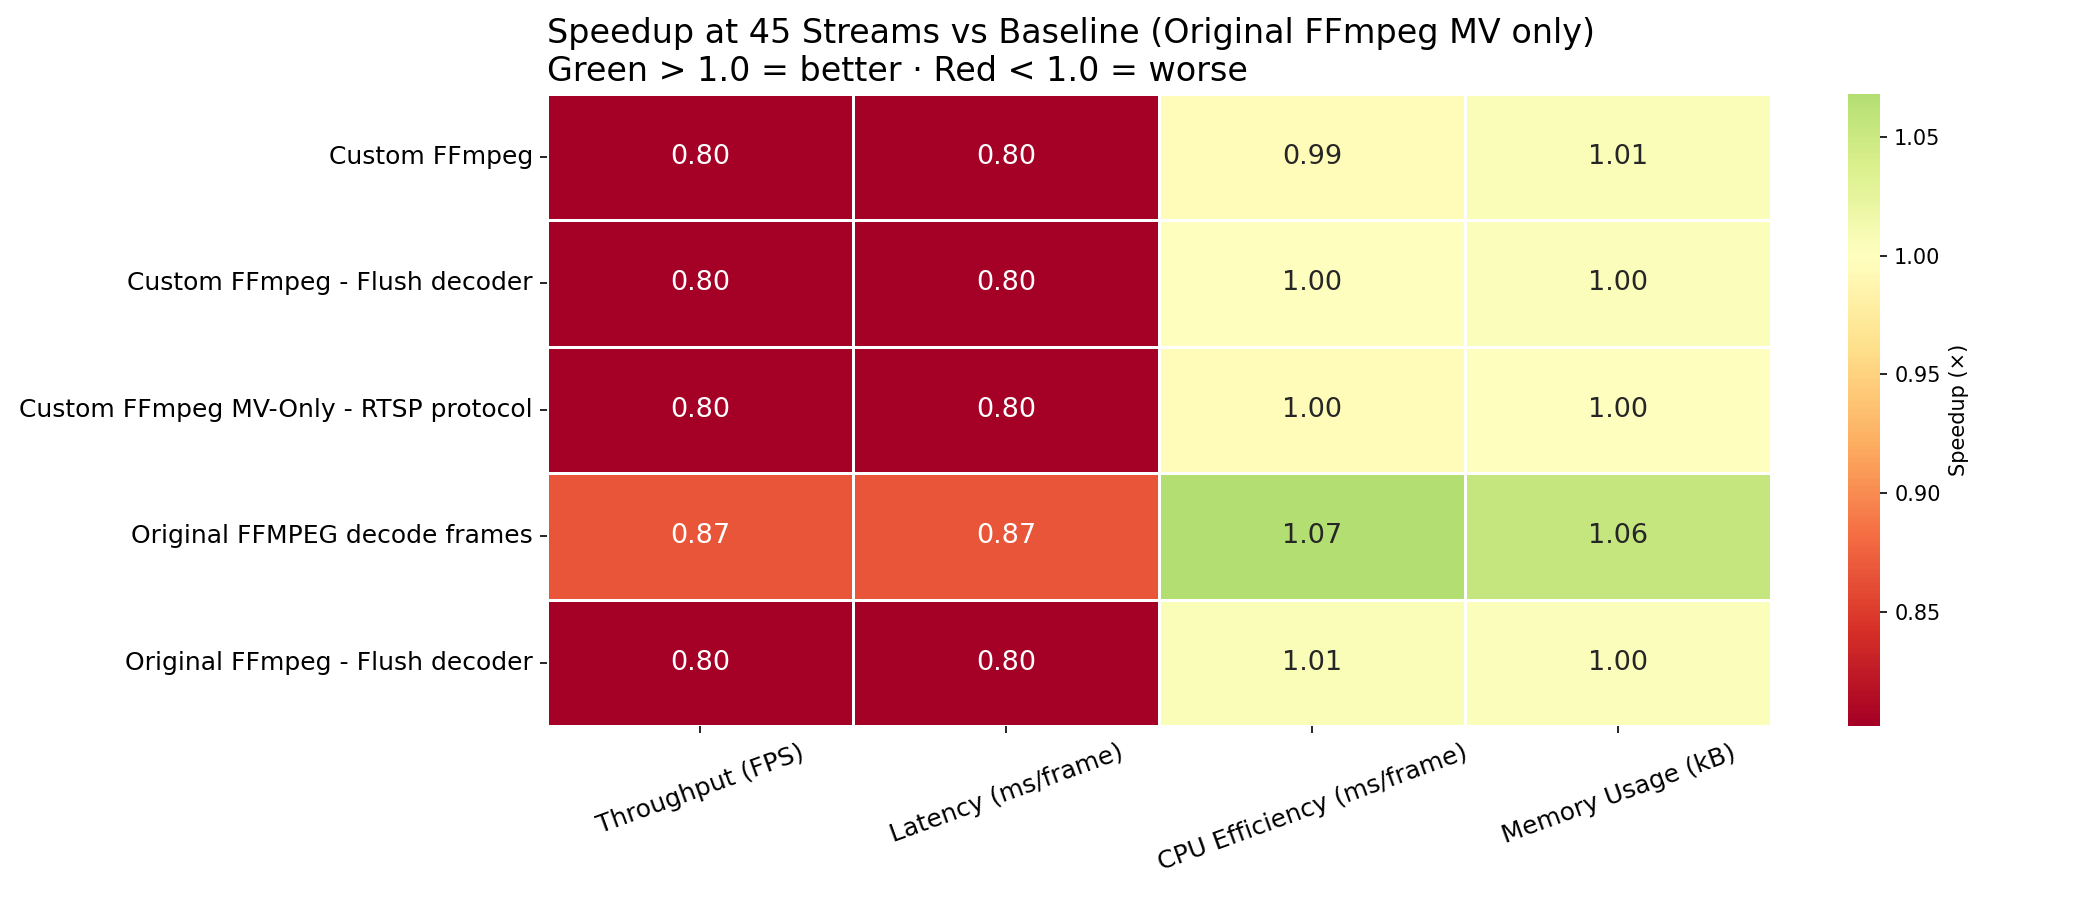 Speedup at 45 Streams vs Baseline (Original FFmpeg MV only)
Green > 1.0 = better · Red < 1.0 = worse
Custom FFmpeg
0.80
0.80
0.99
1.01
Custom FFmpeg - Flush decoder
0.80
0.80
1.00
1.00
Custom FFmpeg MV-Only - RTSP protocol
0.80
0.80
1.00
1.00
Original FFMPEG decode frames
0.87
0.87
1.07
1.06
Original FFmpeg - Flush decoder
0.80
0.80
1.01
1.00
Throughput (FPS)
Latency (ms/frame)
CPU Efficiency (ms/frame)
Memory Usage (kB)
1.05
1.00
0.95
0.90
0.85
Speedup (×)